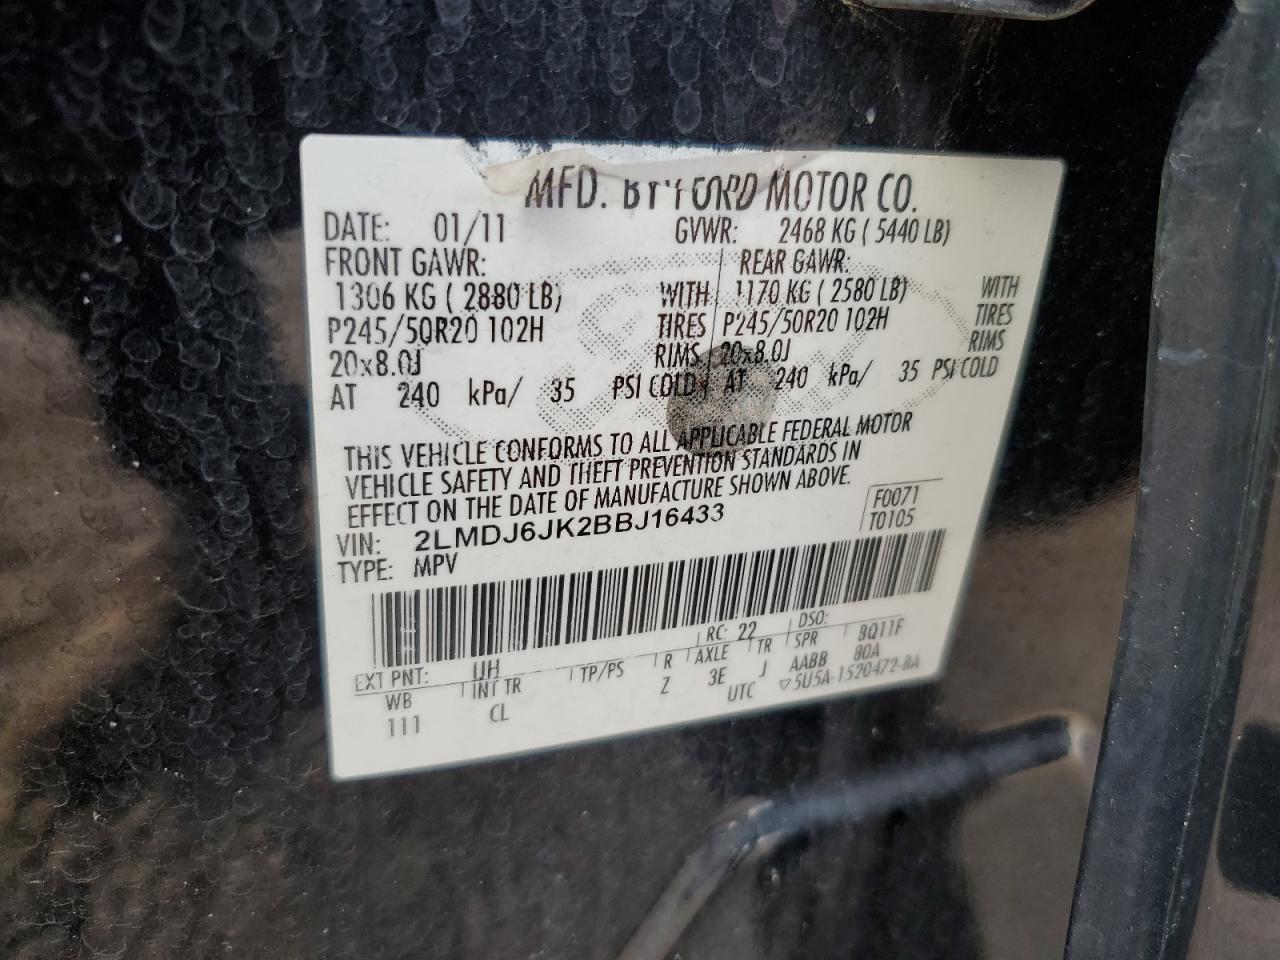 MFD. BY FORD MOTOR CO.
DATE: 01/11 GVWR: 2468 KG ( 5440 LB)
FRONT GAWR: REAR GAWR:
1306 KG ( 2880 LB) WITH 1170 KG ( 2580 LB) WITH
P245/50R20 102H TIRES P245/50R20 102H TIRES
20x8.0J RIMS 20x8.0J RIMS
AT 240 kPa/ 35 PSI COLD AT 240 kPa/ 35 PSI COLD
THIS VEHICLE CONFORMS TO ALL APPLICABLE FEDERAL MOTOR
VEHICLE SAFETY AND THEFT PREVENTION STANDARDS IN
EFFECT ON THE DATE OF MANUFACTURE SHOWN ABOVE.
F0071
T0105
VIN: 2LMDJ6JK2BBJ16433
TYPE: MPV
EXT PNT: UH RC: 22 DSO:
WB INT TR TP/PS R AXLE TR SPR BQ11F
111 CL Z 3E J AABB 80A
UTC ▽5U5A-1520472-BA